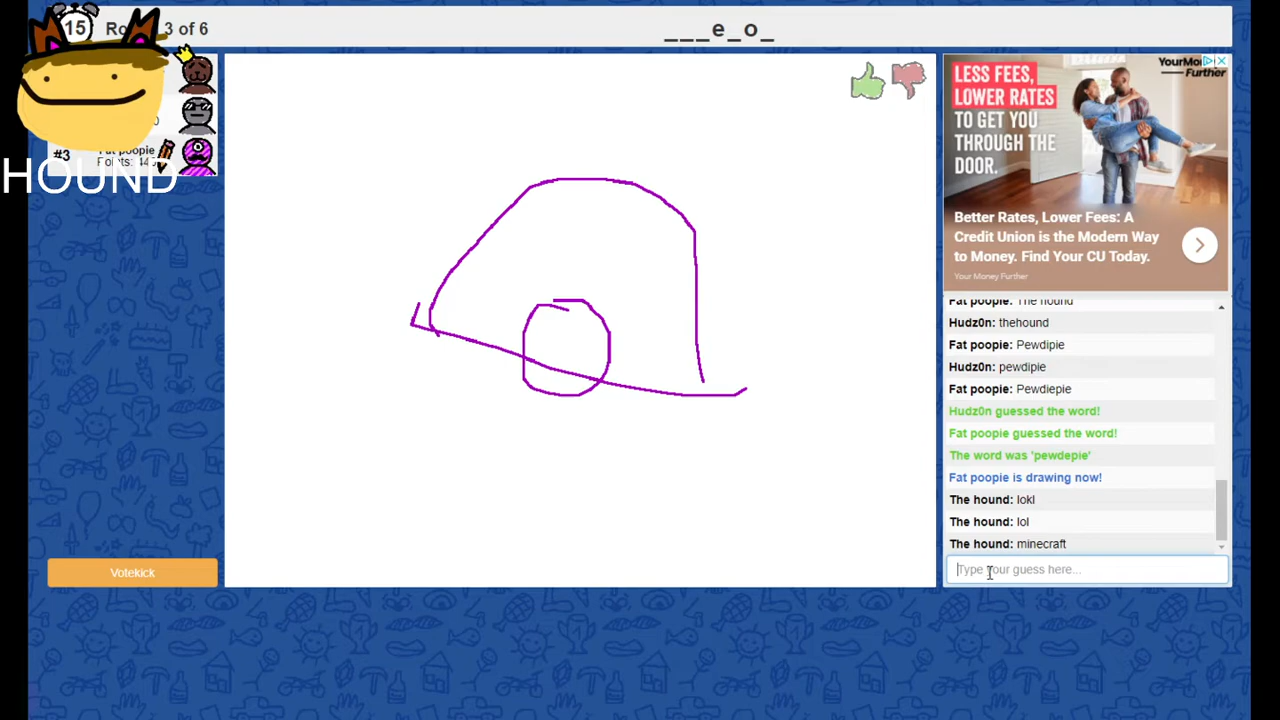 15
Ro 3 of 6
___e_o_
#3
Fat poopie
Points: 44
HOUND
Votekick
LESS FEES,
LOWER RATES
TO GET YOU
THROUGH THE
DOOR.
Further
Better Rates, Lower Fees: A
Credit Union is the Modern Way
to Money. Find Your CU Today.
Your Money Further
Fat poopie: The hound
Hudz0n: thehound
Fat poopie: Pewdipie
Hudz0n: pewdipie
Fat poopie: Pewdiepie
Hudz0n guessed the word!
Fat poopie guessed the word!
The word was 'pewdepie'
Fat poopie is drawing now!
The hound: lokl
The hound: lol
The hound: minecraft
Type your guess here...